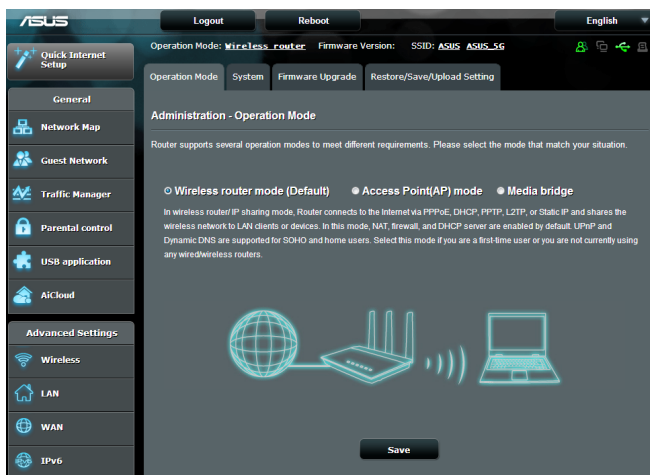 ASUS
Logout
Reboot
English
Quick Internet
Setup
Operation Mode: Wireless router Firmware Version: SSID: ASUS ASUS_5G
Operation Mode
System
Firmware Upgrade
Restore/Save/Upload Setting
General
Network Map
Guest Network
Traffic Manager
Parental control
USB application
AiCloud
Advanced Settings
Wireless
LAN
WAN
IPv6
Administration - Operation Mode
Router supports several operation modes to meet different requirements. Please select the mode that match your situation.
Wireless router mode (Default)
Access Point(AP) mode
Media bridge
In wireless router/ IP sharing mode, Router connects to the Internet via PPPoE, DHCP, PPTP, L2TP, or Static IP and shares the
wireless network to LAN clients or devices. In this mode, NAT, firewall, and DHCP server are enabled by default. UPnP and
Dynamic DNS are supported for SOHO and home users. Select this mode if you are a first-time user or you are not currently using
any wired/wireless routers.
Save